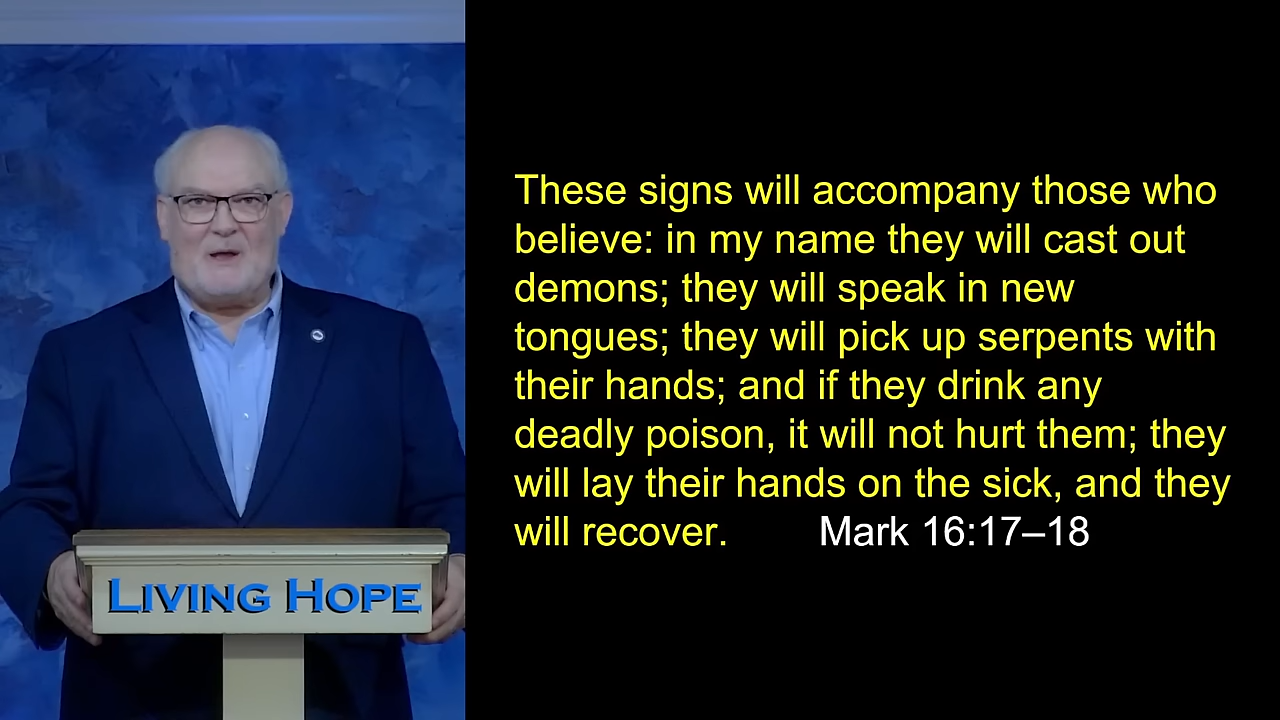 LIVING HOPE
These signs will accompany those who
believe: in my name they will cast out
demons; they will speak in new
tongues; they will pick up serpents with
their hands; and if they drink any
deadly poison, it will not hurt them; they
will lay their hands on the sick, and they
will recover. Mark 16:17–18